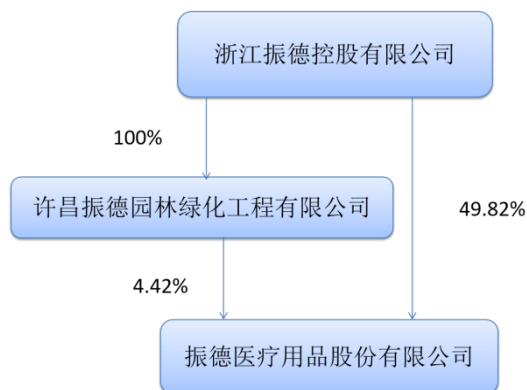 浙江振德控股有限公司
100%
许昌振德园林绿化工程有限公司
49.82%
4.42%
振德医疗用品股份有限公司